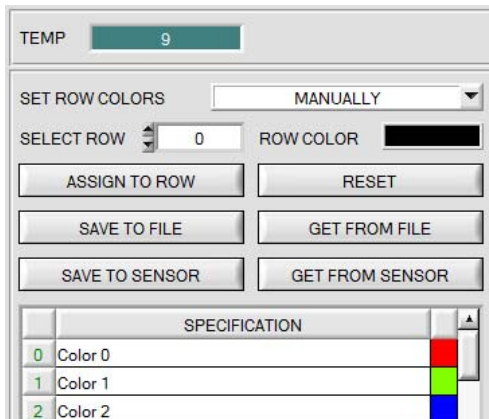 TEMP 9
SET ROW COLORS MANUALLY
SELECT ROW 0 ROW COLOR
ASSIGN TO ROW RESET
SAVE TO FILE GET FROM FILE
SAVE TO SENSOR GET FROM SENSOR
SPECIFICATION
0 Color 0
1 Color 1
2 Color 2